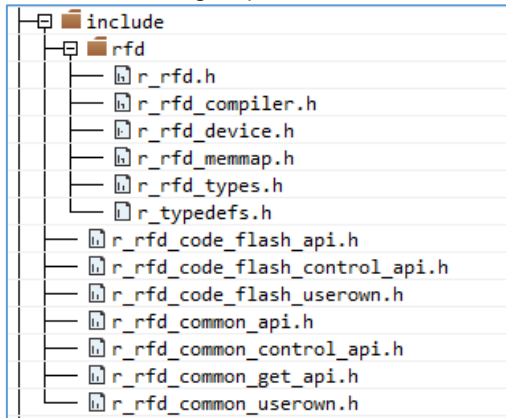 include
rfd
r_rfd.h
r_rfd_compiler.h
r_rfd_device.h
r_rfd_memmap.h
r_rfd_types.h
r_typedefs.h
r_rfd_code_flash_api.h
r_rfd_code_flash_control_api.h
r_rfd_code_flash_userown.h
r_rfd_common_api.h
r_rfd_common_control_api.h
r_rfd_common_get_api.h
r_rfd_common_userown.h